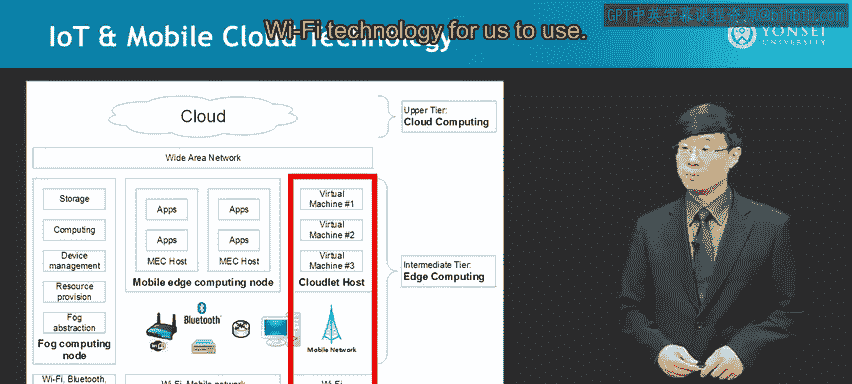 Wi-Fi technology for us to use.
IoT & Mobile Cloud Technology
YONSEI
UNIVERSITY
Cloud
Upper Tier:
Cloud Computing
Wide Area Network
Storage
Computing
Device
management
Resource
provision
Fog
abstraction
Fog computing
node
Wi-Fi, Bluetooth,
Apps
Apps
Apps
Apps
MEC Host
MEC Host
Mobile edge computing node
Bluetooth
Wi-Fi, Mobile network
Virtual
Machine #1
Virtual
Machine #2
Virtual
Machine #3
Cloudlet Host
Mobile Network
Wi-Fi
Intermediate Tier:
Edge Computing